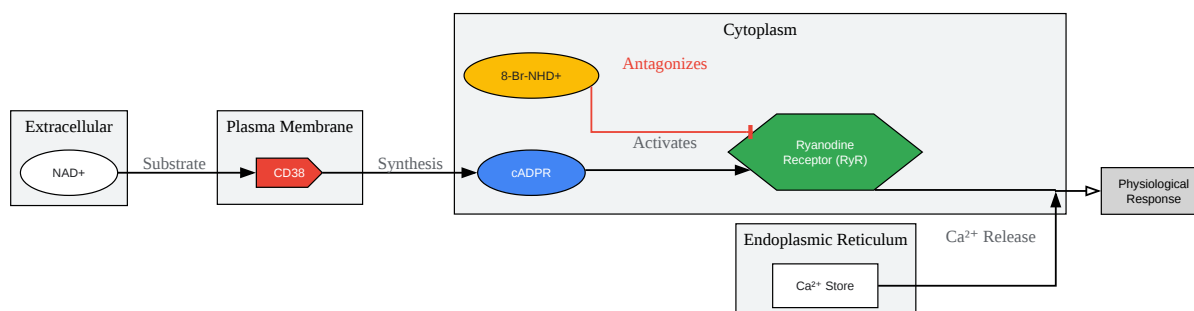 Cytoplasm
8-Br-NHD+
Antagonizes
Extracellular
Plasma Membrane
Substrate
Synthesis
Activates
Ryanodine
Receptor (RyR)
NAD+
CD38
cADPR
Physiological
Response
Endoplasmic Reticulum
Ca²⁺ Release
Ca²⁺ Store